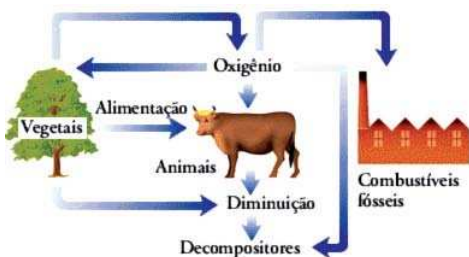 Oxigênio
Alimentação
Vegetais
Animais
Combustíveis
fósseis
Diminuição
Decompositores